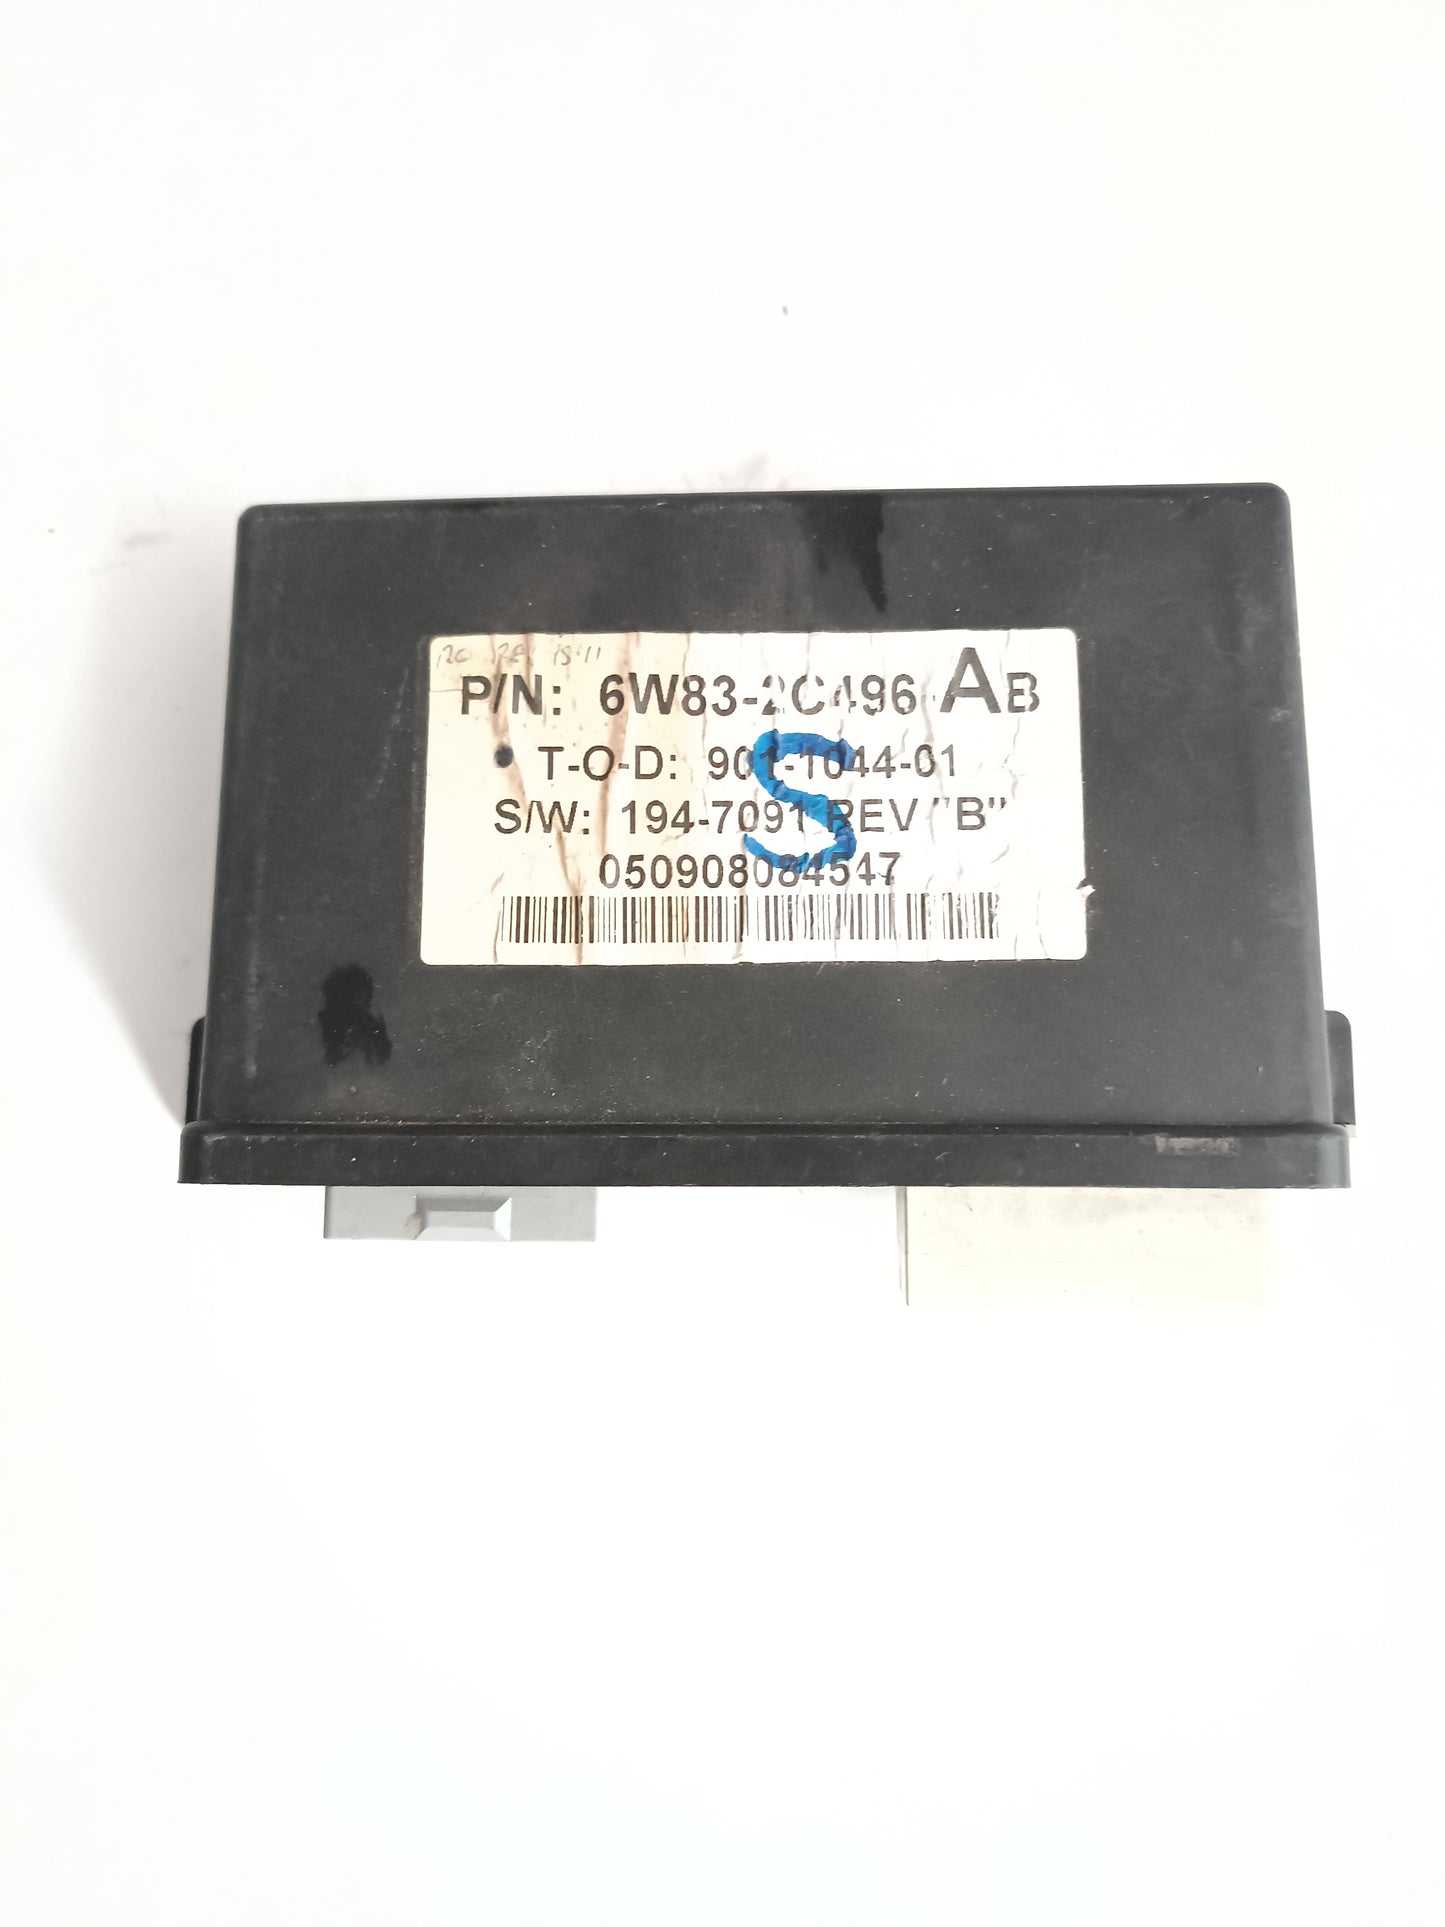 P/N: 6W83-2C496-AB
T-O-D: 901-1044-01
S/W: 194-7091 REV "B"
050908084547
S